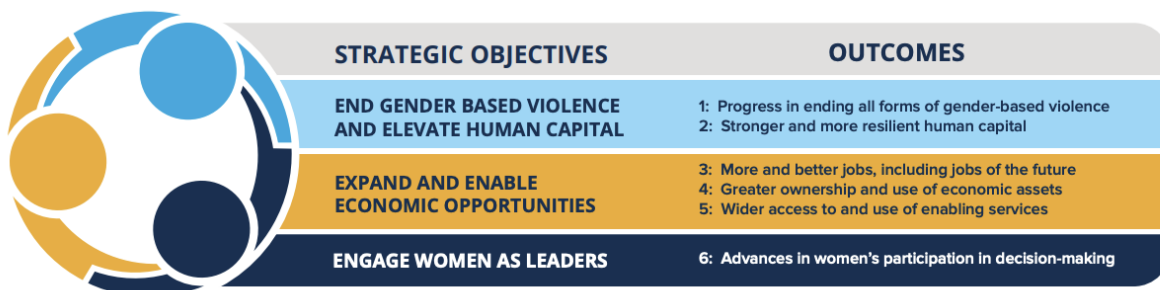 STRATEGIC OBJECTIVES
OUTCOMES
END GENDER BASED VIOLENCE
AND ELEVATE HUMAN CAPITAL
1: Progress in ending all forms of gender-based violence
2: Stronger and more resilient human capital
EXPAND AND ENABLE
ECONOMIC OPPORTUNITIES
3: More and better jobs, including jobs of the future
4: Greater ownership and use of economic assets
5: Wider access to and use of enabling services
ENGAGE WOMEN AS LEADERS
6: Advances in women’s participation in decision-making